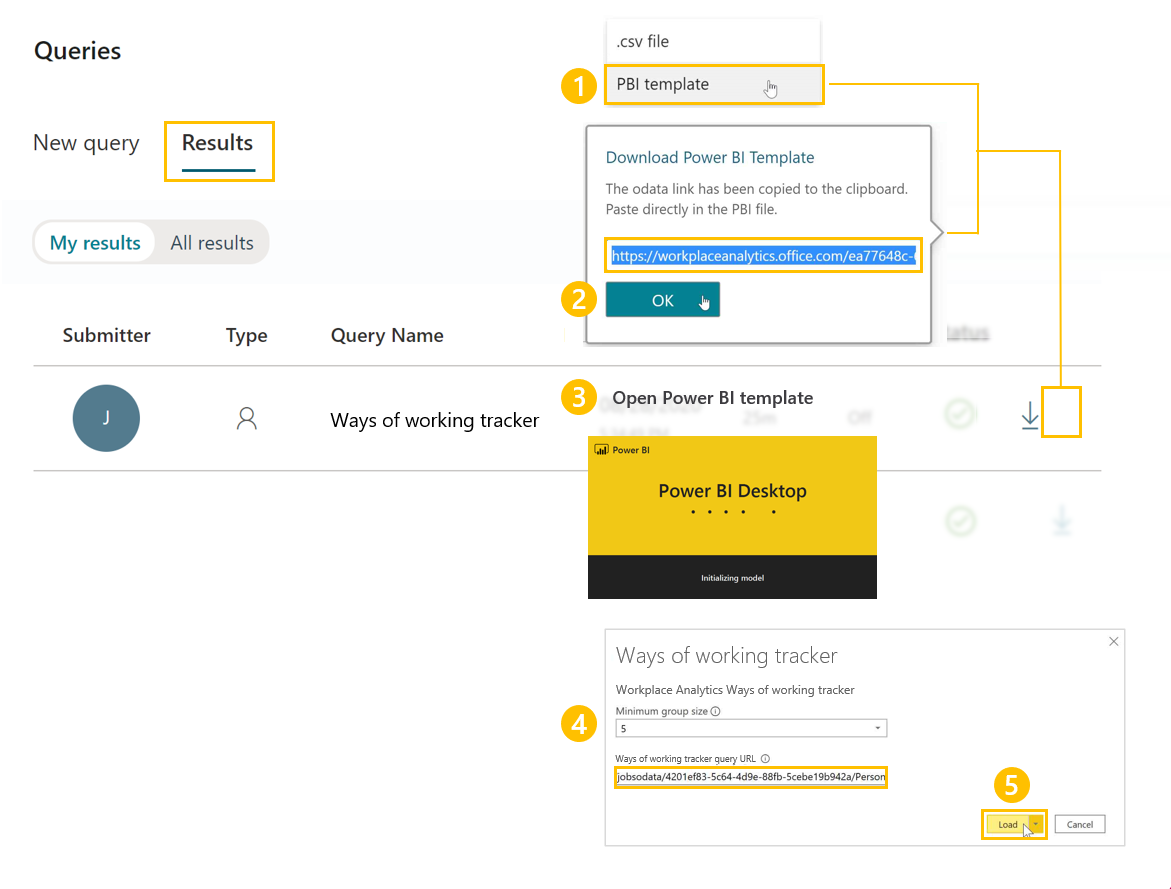 Queries
.csv file
1
PBI template
New query
Results
Download Power BI Template
The odata link has been copied to the clipboard.
Paste directly in the PBI file.
My results
All results
https://workplaceanalytics.office.com/ea77648c-
2
OK
Submitter
Type
Query Name
3
Open Power BI template
J
Ways of working tracker
25m
Off
Power BI
Power BI Desktop
Initializing model
Ways of working tracker
Workplace Analytics Ways of working tracker
Minimum group size
4
5
Ways of working tracker query URL
jobsodata/4201ef83-5c64-4d9e-88fb-5cebe19b942a/Person
5
Load
Cancel